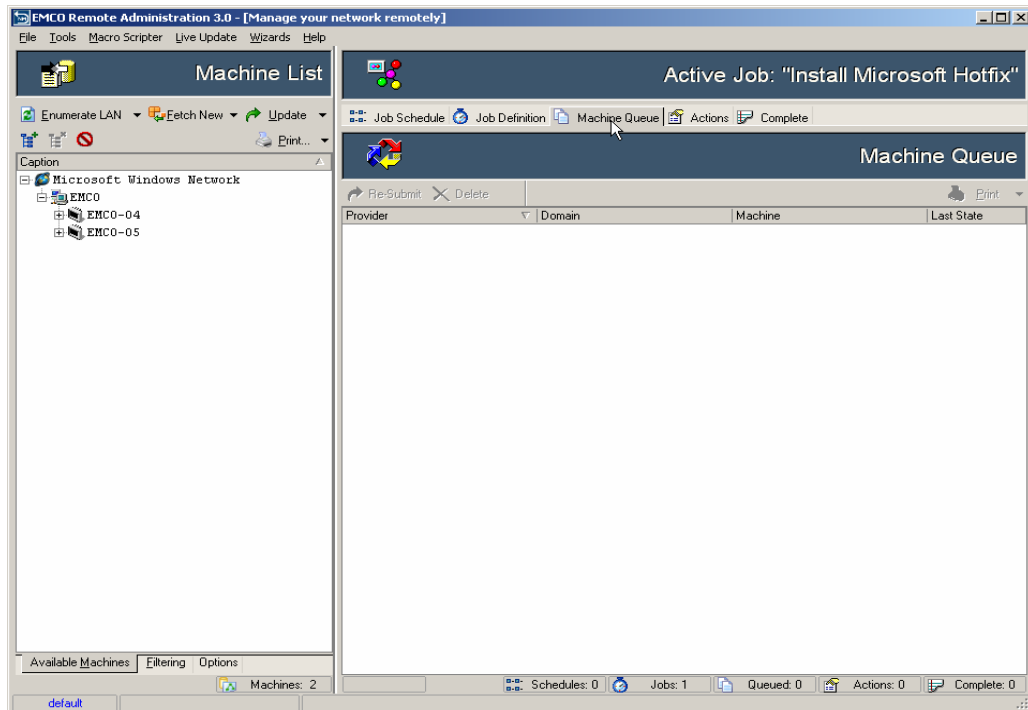 EMCO Remote Administration 3.0 - [Manage your network remotely]
File Tools Macro Scripter Live Update Wizards Help
Machine List
Active Job: "Install Microsoft Hotfix"
Enumerate LAN Fetch New Update
Job Schedule Job Definition Machine Queue Actions Complete
Print...
Machine Queue
Caption
Microsoft Windows Network
EMCO
EMCO-04
EMCO-05
Re-Submit Delete Print
Provider Domain Machine Last State
Available Machines Filtering Options
Machines: 2
Schedules: 0 Jobs: 1 Queued: 0 Actions: 0 Complete: 0
default